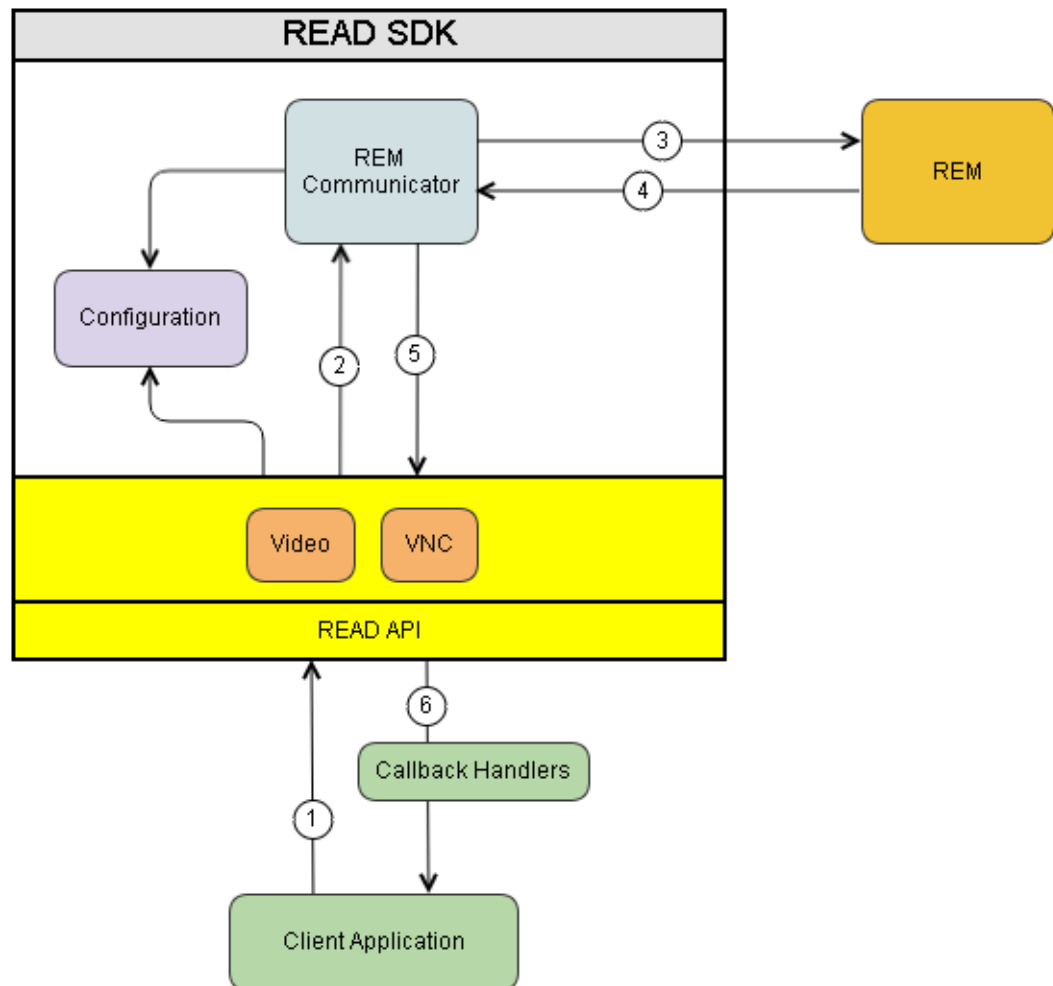 READ SDK
REM
Communicator
3
4
REM
Configuration
2
5
Video
VNC
READ API
6
Callback Handlers
1
Client Application